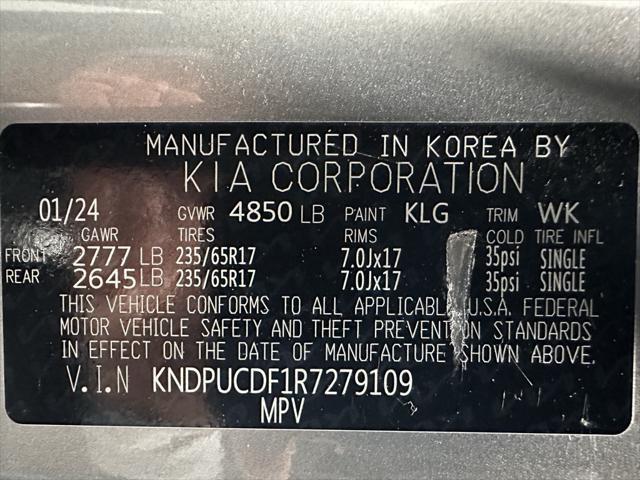 MANUFACTURED IN KOREA BY
KIA CORPORATION
01/24 GVWR 4850 LB PAINT KLG TRIM WK
GAWR TIRES RIMS COLD TIRE INFL
FRONT 2777 LB 235/65R17 7.0Jx17 35psi SINGLE
REAR 2645 LB 235/65R17 7.0Jx17 35psi SINGLE
THIS VEHICLE CONFORMS TO ALL APPLICABLE U.S.A. FEDERAL
MOTOR VEHICLE SAFETY AND THEFT PREVENTION STANDARDS
IN EFFECT ON THE DATE OF MANUFACTURE SHOWN ABOVE.
V.I.N KNDPUCDF1R7279109
MPV